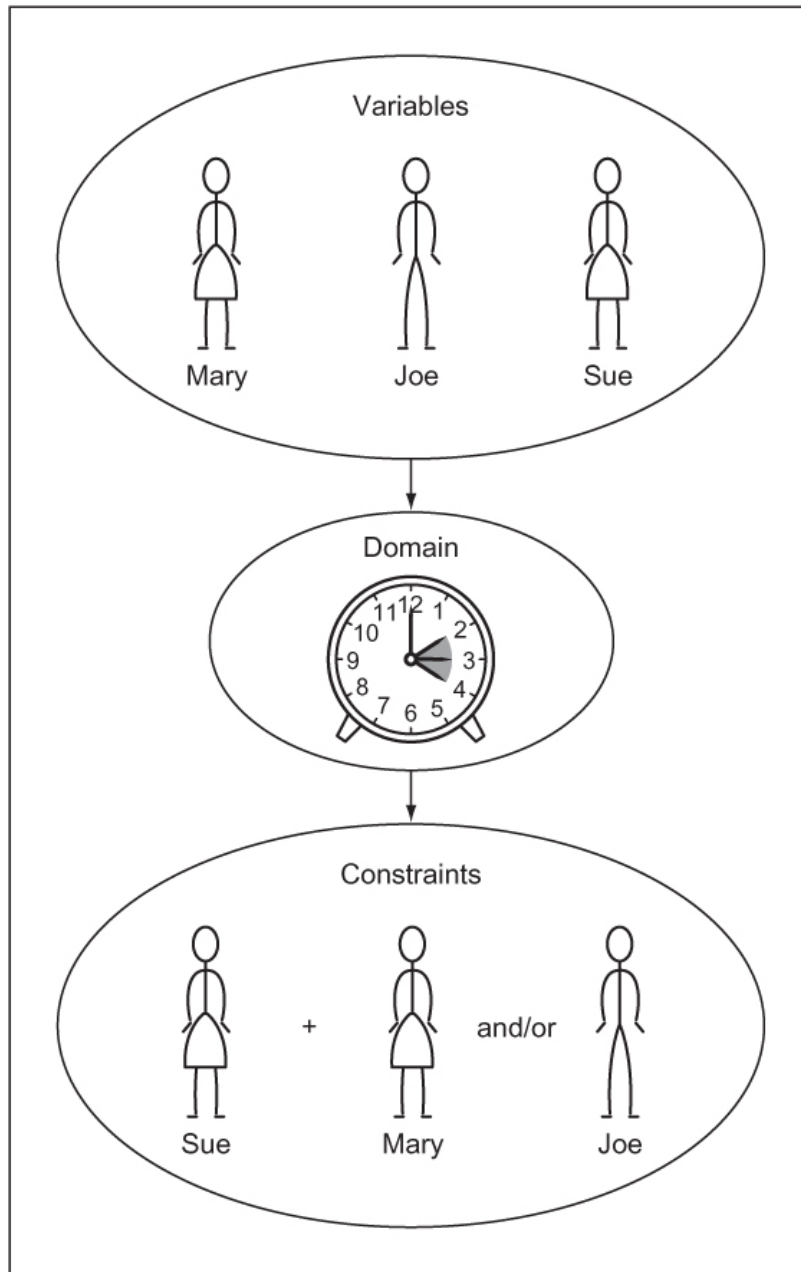 Variables
Mary Joe Sue
Domain
12
11 1
10 2
9 3
8 4
7 5
6
Constraints
+ and/or
Sue Mary Joe